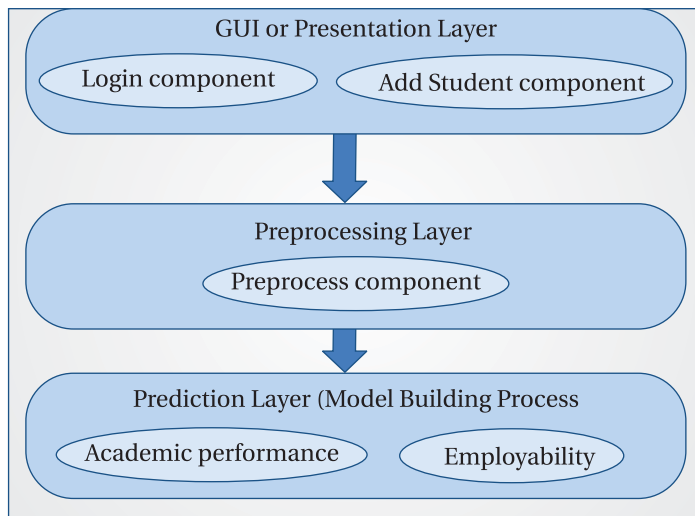 GUI or Presentation Layer
Login component
Add Student component
Preprocessing Layer
Preprocess component
Prediction Layer (Model Building Process
Academic performance
Employability